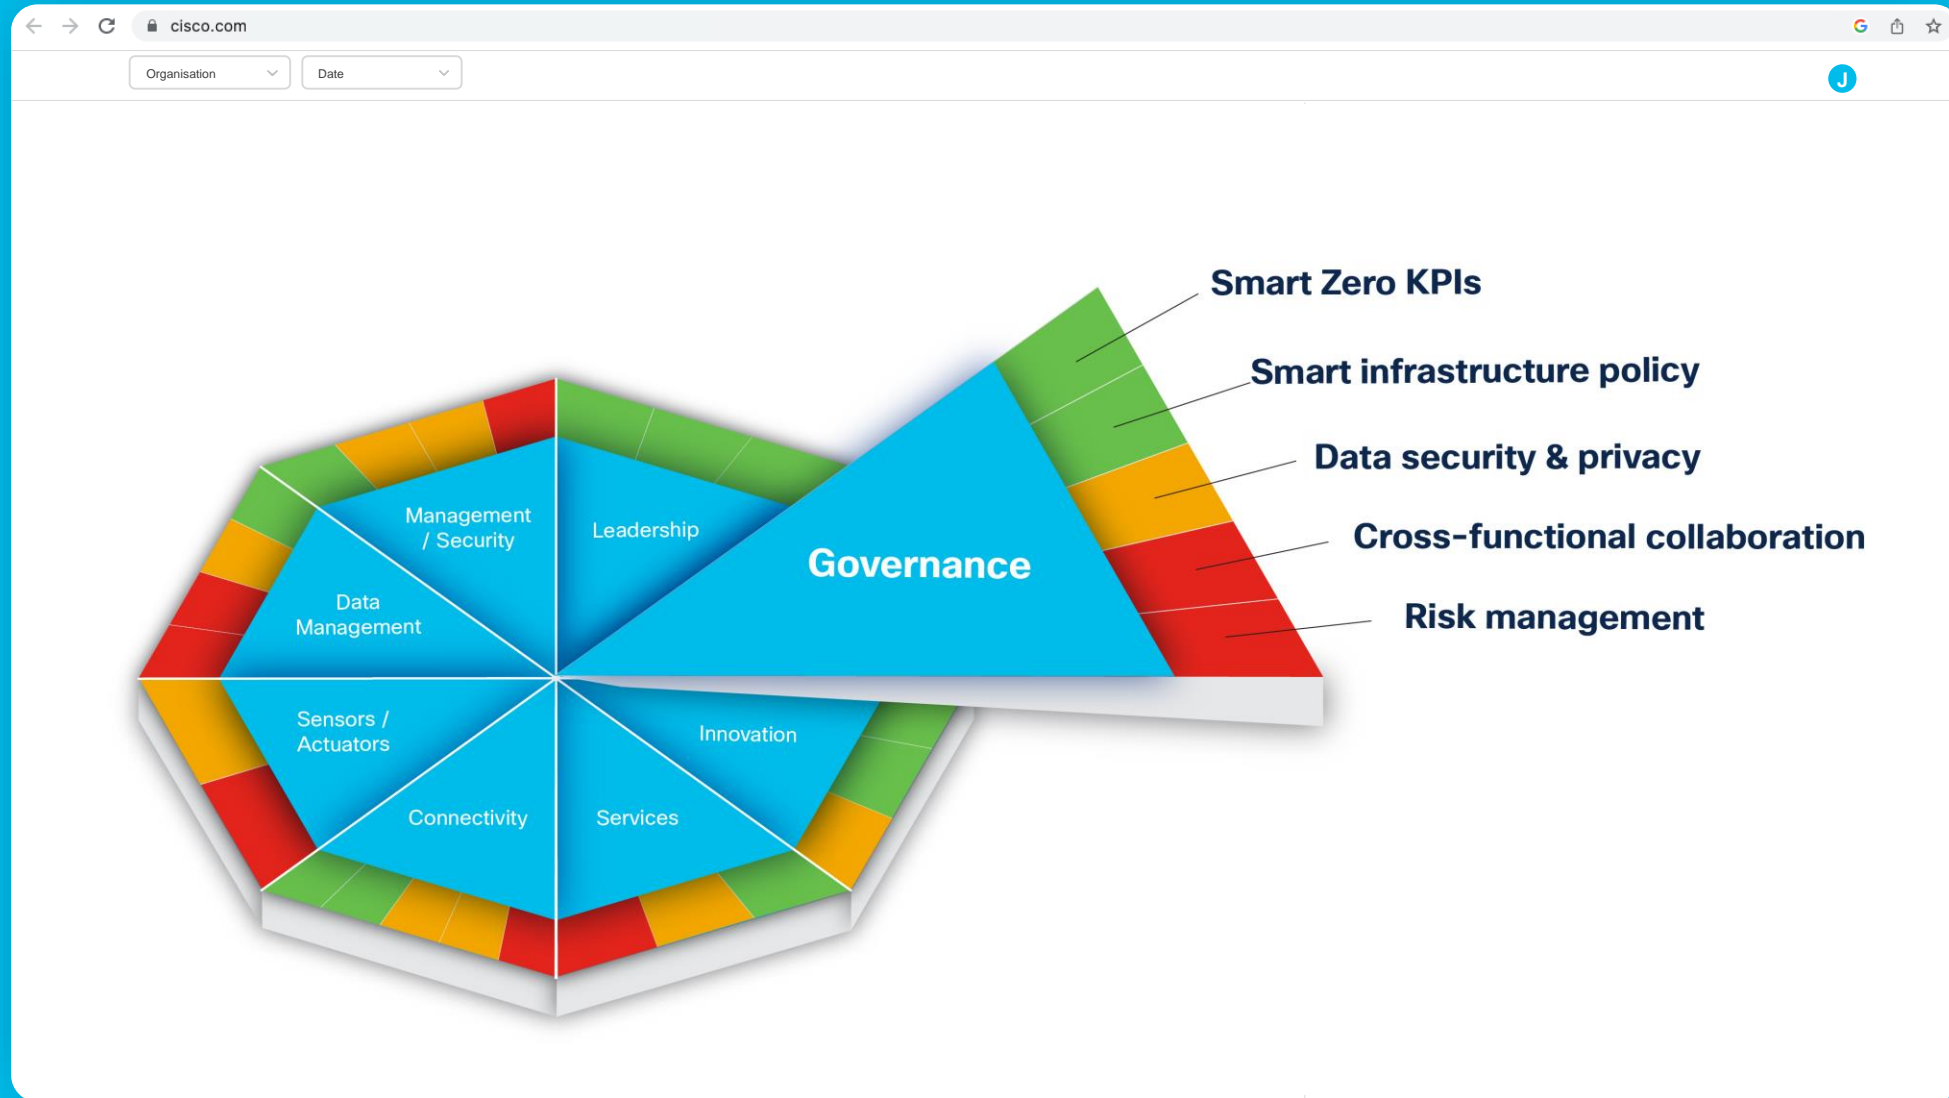 cisco.com
Organisation
Date
J
Smart Zero KPIs
Smart infrastructure policy
Data security & privacy
Cross-functional collaboration
Risk management
Governance
Leadership
Management
/ Security
Data
Management
Sensors /
Actuators
Connectivity
Services
Innovation